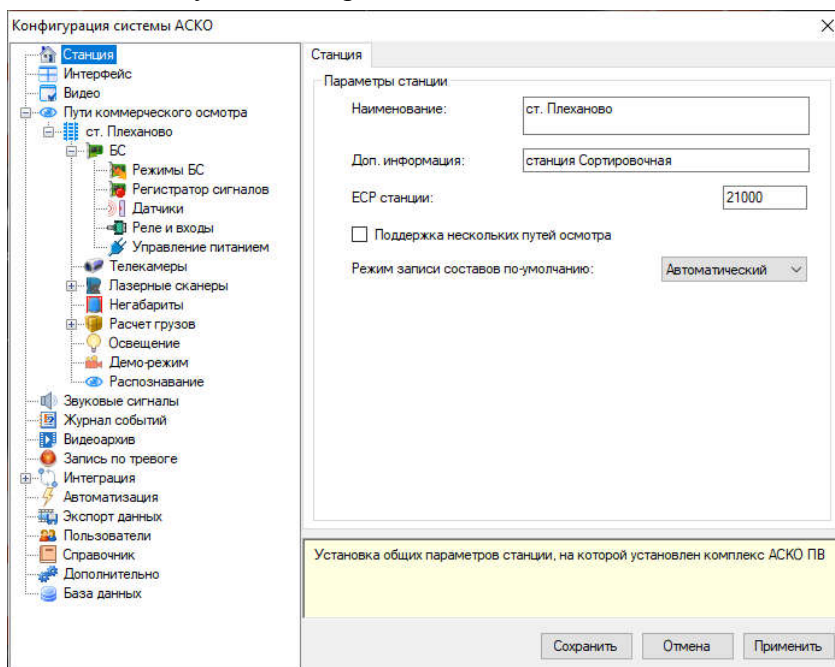 Конфигурация системы АСКО
Станция
Интерфейс
Видео
Пути коммерческого осмотра
ст. Плеханово
БС
Режимы БС
Регистратор сигналов
Датчики
Реле и входы
Управление питанием
Телекамеры
Лазерные сканеры
Негабариты
Расчет грузов
Освещение
Демо-режим
Распознавание
Звуковые сигналы
Журнал событий
Видеоархив
Запись по тревоге
Интеграция
Автоматизация
Экспорт данных
Пользователи
Справочник
Дополнительно
База данных
Станция
Параметры станции
Наименование: ст. Плеханово
Доп. информация: станция Сортировочная
ЕСР станции: 21000
Поддержка нескольких путей осмотра
Режим записи составов по-умолчанию: Автоматический
Установка общих параметров станции, на которой установлен комплекс АСКО ПВ
Сохранить Отмена Применить